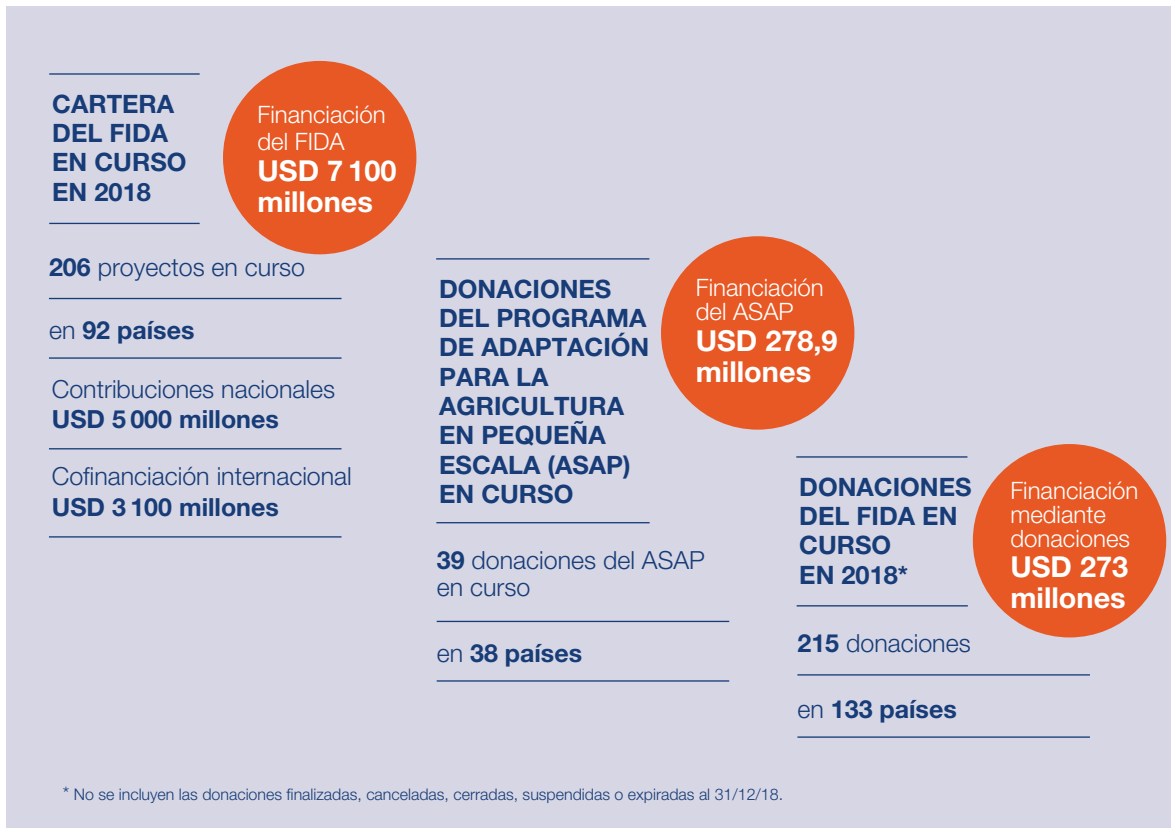 CARTERA
DEL FIDA
EN CURSO
EN 2018
Financiación
del FIDA
USD 7 100
millones
206 proyectos en curso
en 92 países
Contribuciones nacionales
USD 5 000 millones
Cofinanciación internacional
USD 3 100 millones
DONACIONES
DEL PROGRAMA
DE ADAPTACIÓN
PARA LA
AGRICULTURA
EN PEQUEÑA
ESCALA (ASAP)
EN CURSO
Financiación
del ASAP
USD 278,9
millones
39 donaciones del ASAP
en curso
en 38 países
DONACIONES
DEL FIDA EN
CURSO
EN 2018*
Financiación
mediante
donaciones
USD 273
millones
215 donaciones
en 133 países
* No se incluyen las donaciones finalizadas, canceladas, cerradas, suspendidas o expiradas al 31/12/18.